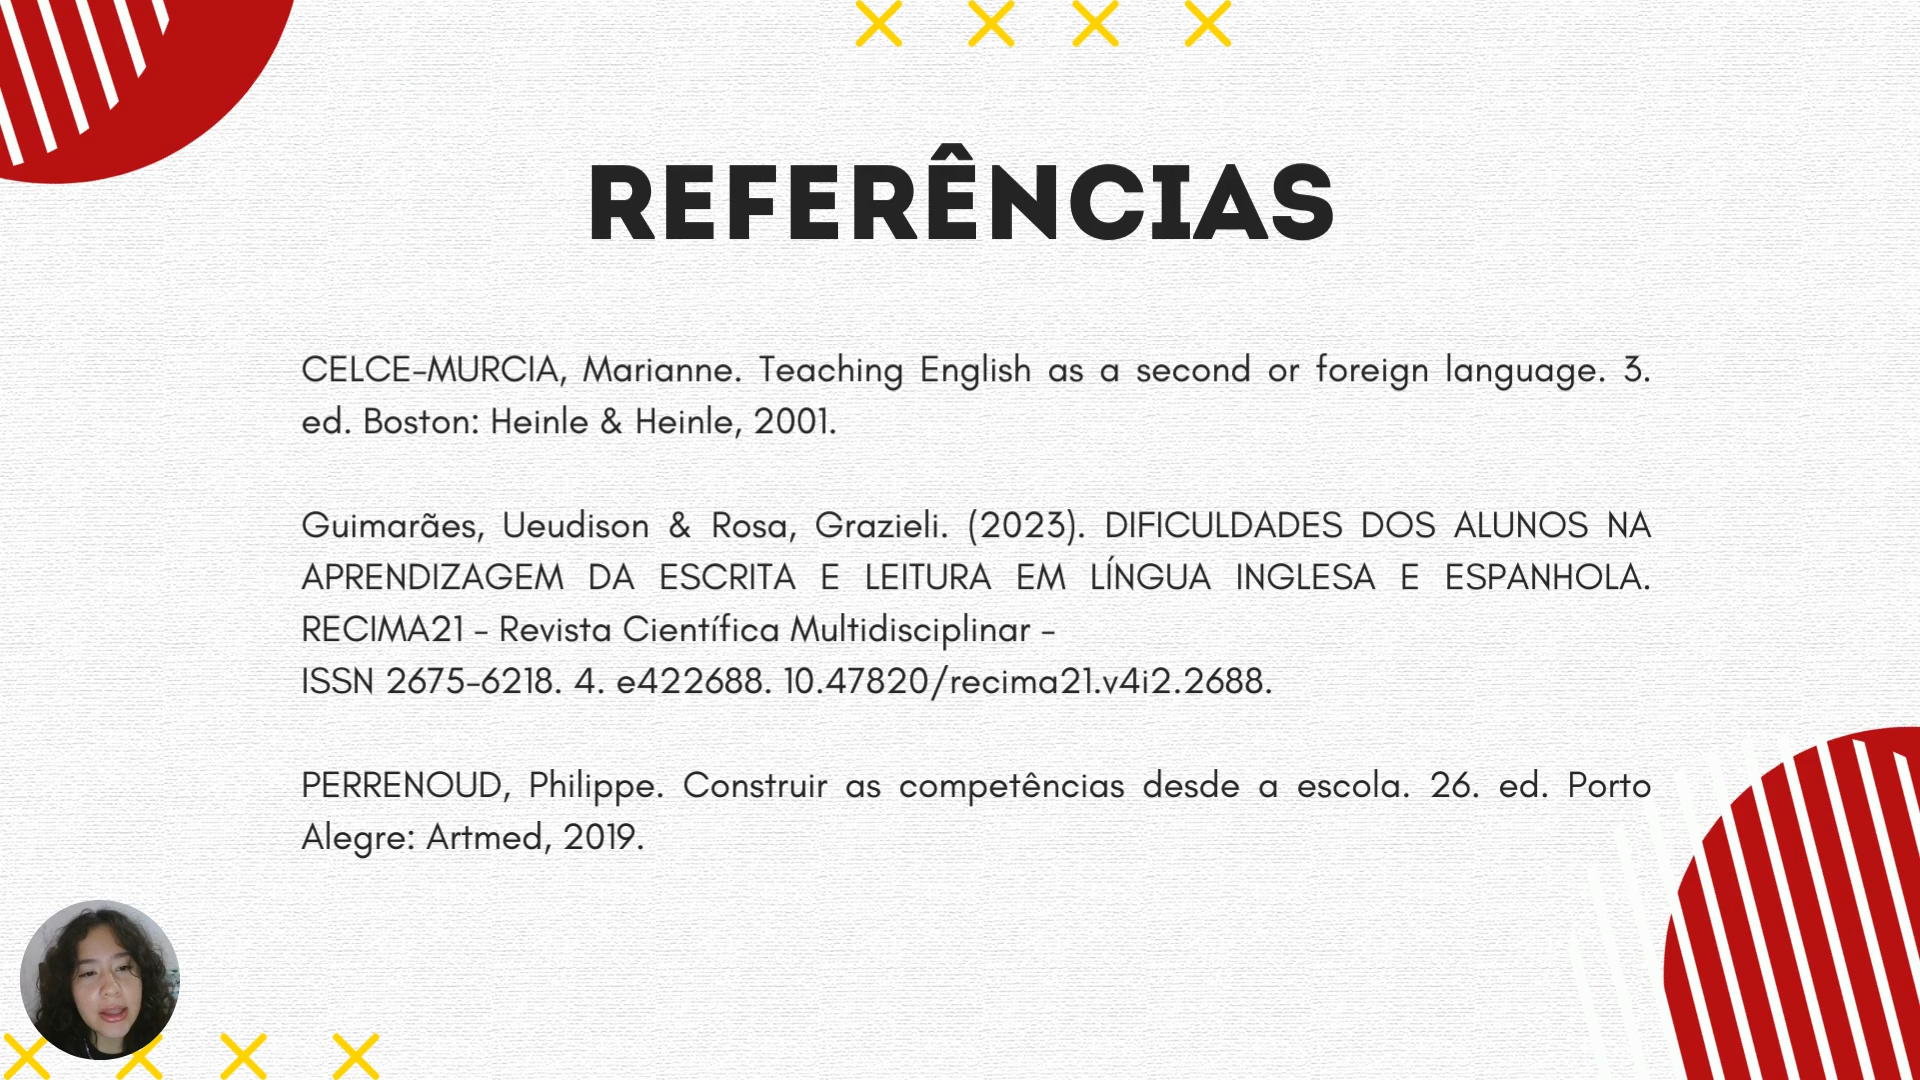 REFERÊNCIAS
CELCE-MURCIA, Marianne. Teaching English as a second or foreign language. 3.
ed. Boston: Heinle & Heinle, 2001.
Guimarães, Ueudison & Rosa, Grazieli. (2023). DIFICULDADES DOS ALUNOS NA
APRENDIZAGEM DA ESCRITA E LEITURA EM LÍNGUA INGLESA E ESPANHOLA.
RECIMA21 - Revista Científica Multidisciplinar -
ISSN 2675-6218. 4. e422688. 10.47820/recima21.v4i2.2688.
PERRENOUD, Philippe. Construir as competências desde a escola. 26. ed. Porto
Alegre: Artmed, 2019.